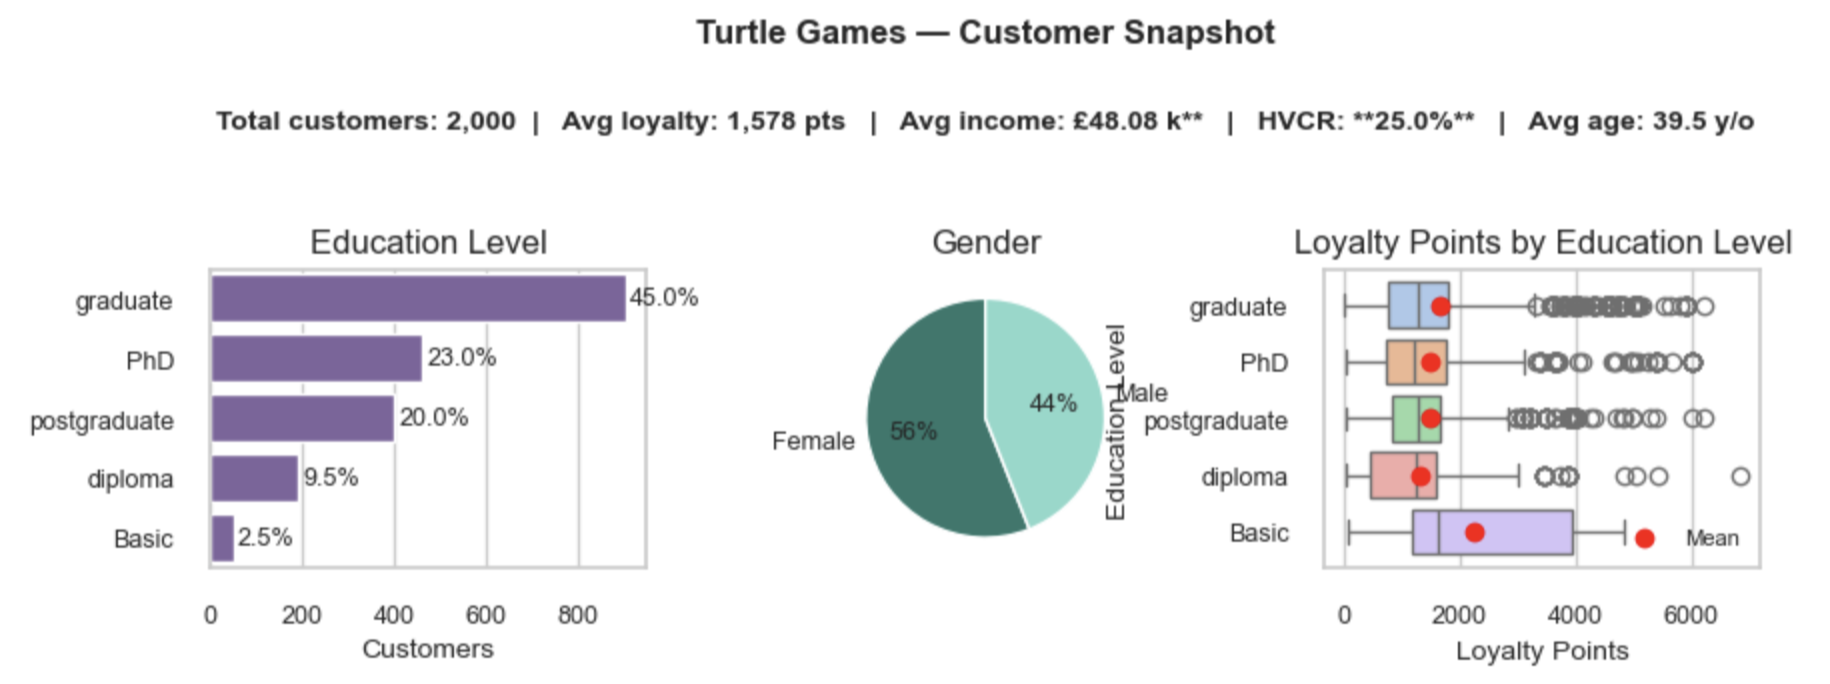 Turtle Games — Customer Snapshot
Total customers: 2,000 | Avg loyalty: 1,578 pts | Avg income: £48.08 k** | HVCR: **25.0%** | Avg age: 39.5 y/o
Education Level
graduate
45.0%
PhD
23.0%
postgraduate
20.0%
diploma
9.5%
Basic
2.5%
0 200 400 600 800
Customers
Gender
44%
Male
56%
Female
Loyalty Points by Education Level
Education Level
graduate
PhD
postgraduate
diploma
Basic
Mean
0 2000 4000 6000
Loyalty Points